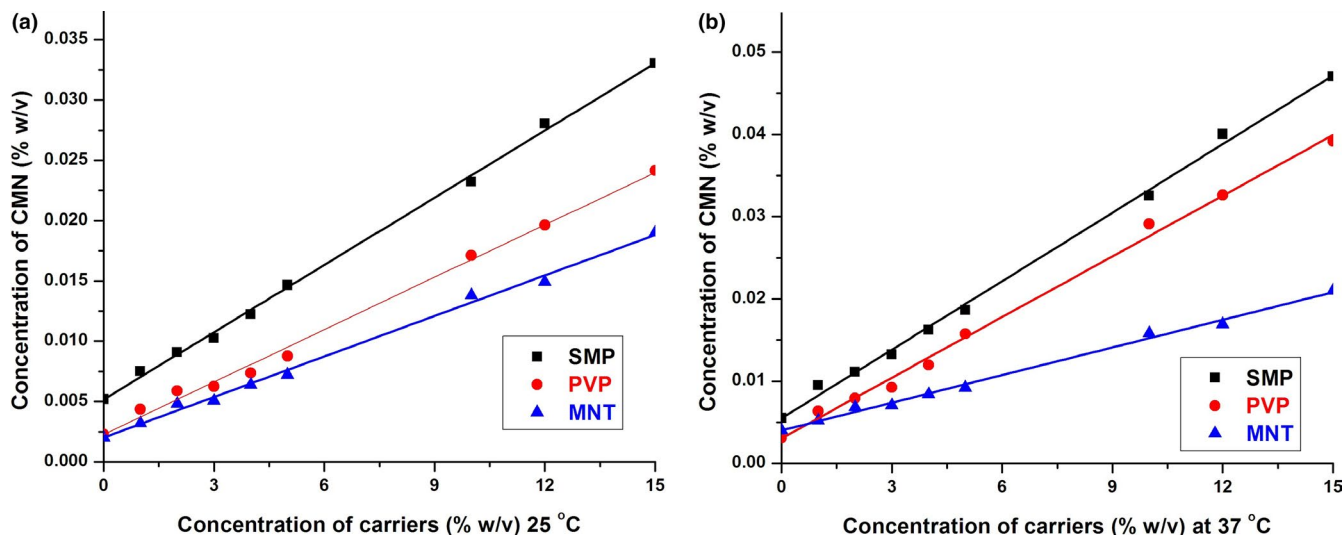 (a)
Concentration of CMN (% w/v)
0.035
0.030
0.025
0.020
0.015
0.010
0.005
0.000
0 3 6 9 12 15
Concentration of carriers (% w/v) 25 °C
SMP
PVP
MNT
(b)
Concentration of CMN (% w/v)
0.05
0.04
0.03
0.02
0.01
0.00
0 3 6 9 12 15
Concentration of carriers (% w/v) at 37 °C
SMP
PVP
MNT